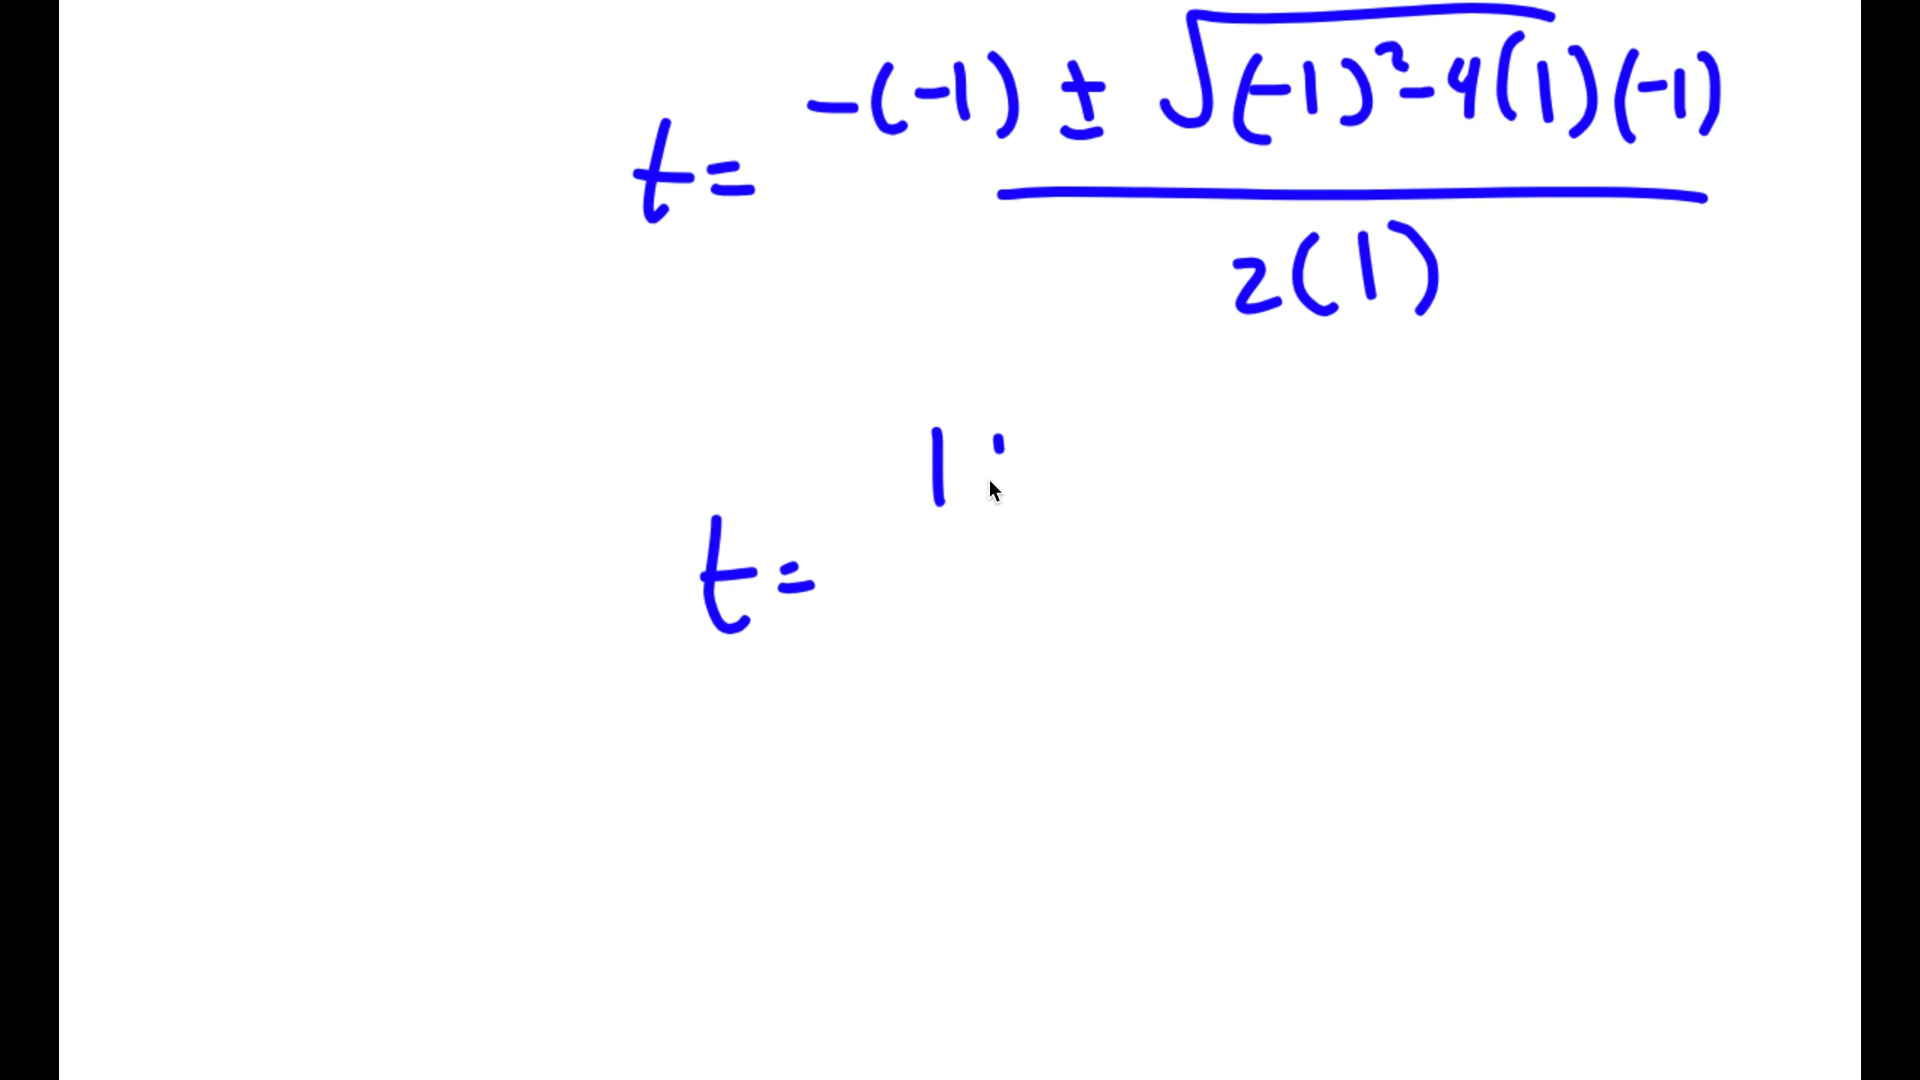 t = -(-1) ± √(-1)² - 4(1)(-1)
2(1)
1
t =